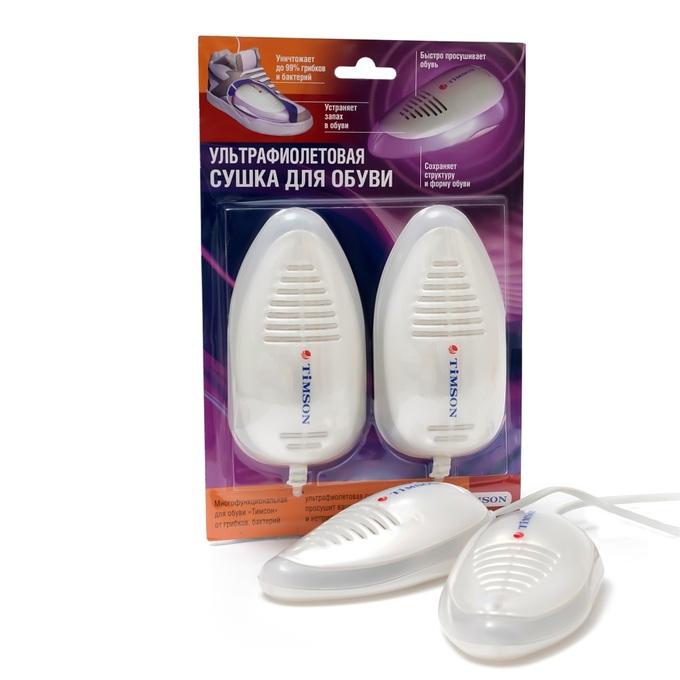 Уничтожает
до 99% грибков
и бактерий
Быстро просушивает
обувь
TiMSON
Устраняет
запах
в обуви
УЛЬТРАФИОЛЕТОВАЯ
СУШКА ДЛЯ ОБУВИ
Сохраняет
структуру
и форму обуви
TiMSON
TiMSON
Многофункциональная
для обуви «Тимсон»
от грибков, бактерий
ультрафиолетовая
просушит
TiMSON
TiMSON